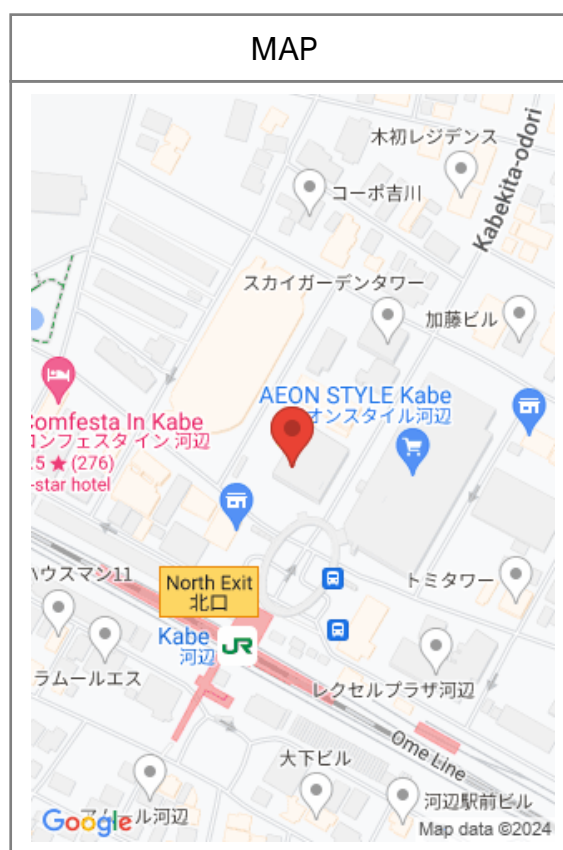 MAP
木初レジデンス
コーポ吉川
Kabekita-odori
スカイガーデンタワー
加藤ビル
AEON STYLE Kabe
オンスタイル河辺
Comfesta In Kabe
コンフェスタ イン 河辺
.5 ★ (276)
-star hotel
North Exit
北口
ハウスマシ11
トミタワー
Kabe
河辺
JR
ラムールエス
レクセルプラザ河辺
Ome Line
大下ビル
河辺駅前ビル
ル河辺
Google
Map data ©2024